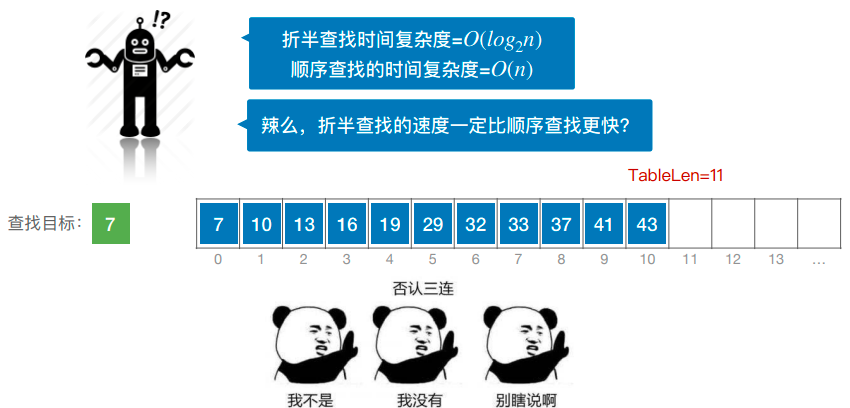 !?
折半查找时间复杂度=O(log₂n)
顺序查找的时间复杂度=O(n)
辣么，折半查找的速度一定比顺序查找更快？
TableLen=11
查找目标： 7
7 10 13 16 19 29 32 33 37 41 43
0 1 2 3 4 5 6 7 8 9 10 11 12 13 ...
否认三连
我不是 我没有 别瞎说啊